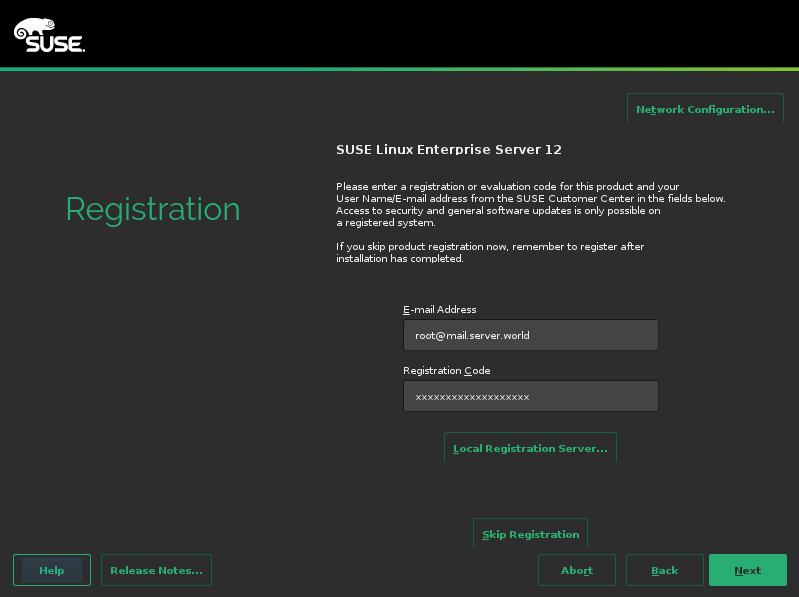 SUSE.
Network Configuration...
SUSE Linux Enterprise Server 12
Registration
Please enter a registration or evaluation code for this product and your
User Name/E-mail address from the SUSE Customer Center in the fields below.
Access to security and general software updates is only possible on
a registered system.
If you skip product registration now, remember to register after
installation has completed.
E-mail Address
root@mail.server.world
Registration Code
xxxxxxxxxxxxxxxxxxx
Local Registration Server...
Skip Registration
Help
Release Notes...
Abort
Back
Next